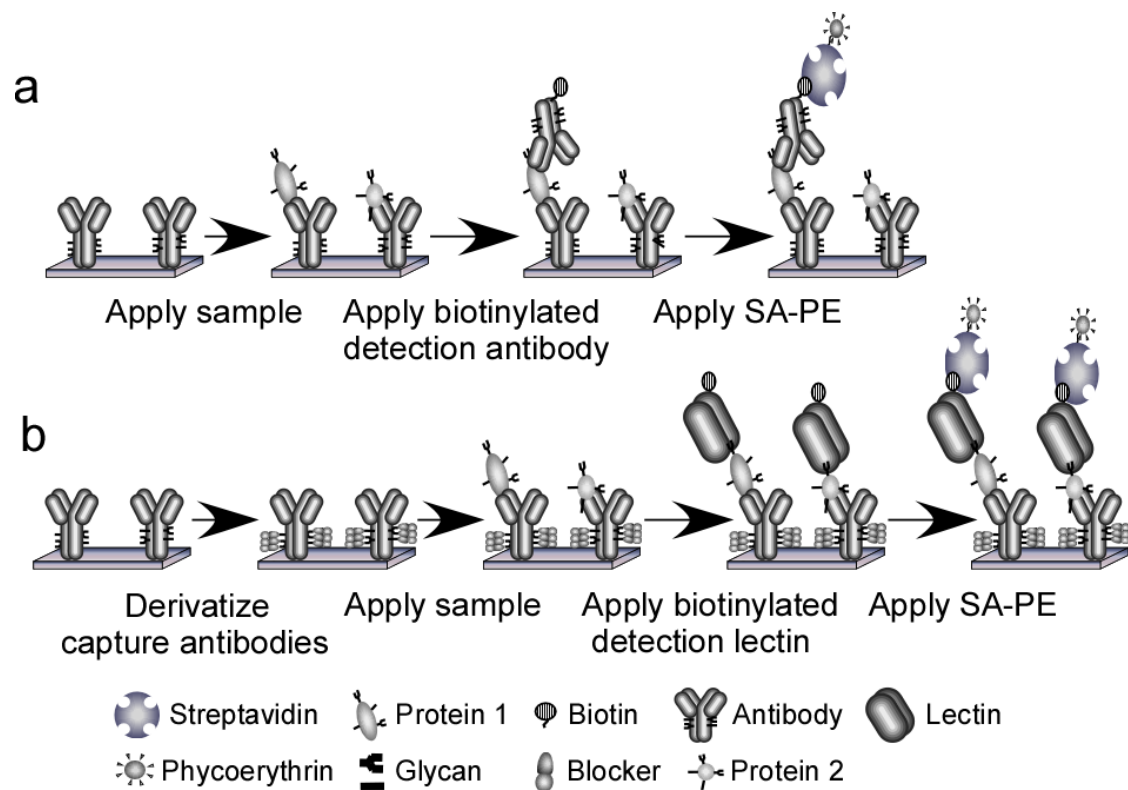 a
Apply sample
Apply biotinylated
detection antibody
Apply SA-PE
b
Derivatize
capture antibodies
Apply sample
Apply biotinylated
detection lectin
Apply SA-PE
Streptavidin
Protein 1
Biotin
Antibody
Lectin
Phycoerythrin
Glycan
Blocker
Protein 2